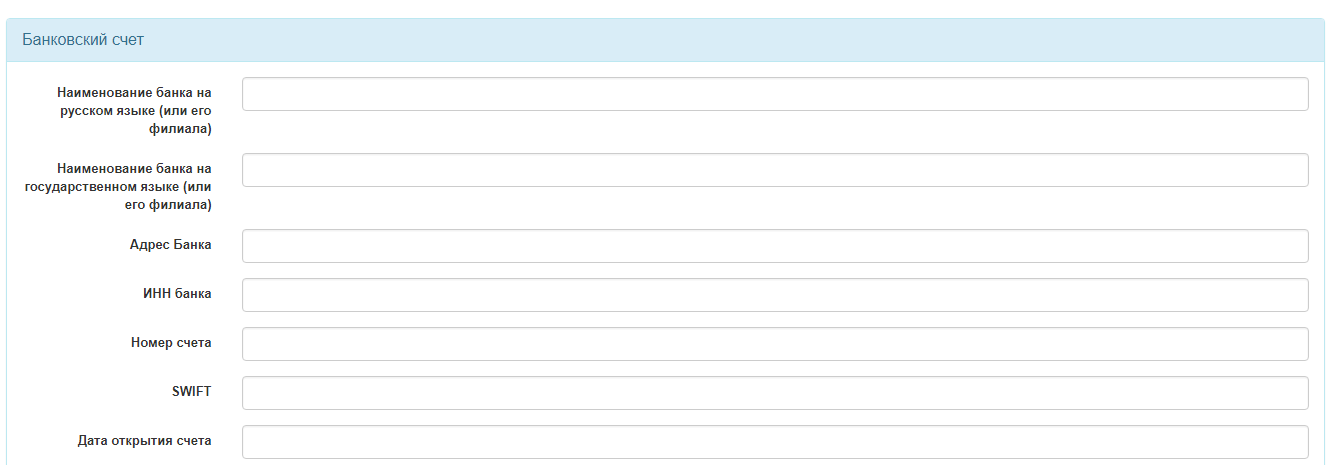 Банковский счет
Наименование банка на
русском языке (или его
филиала)
Наименование банка на
государственном языке (или
его филиала)
Адрес Банка
ИНН банка
Номер счета
SWIFT
Дата открытия счета